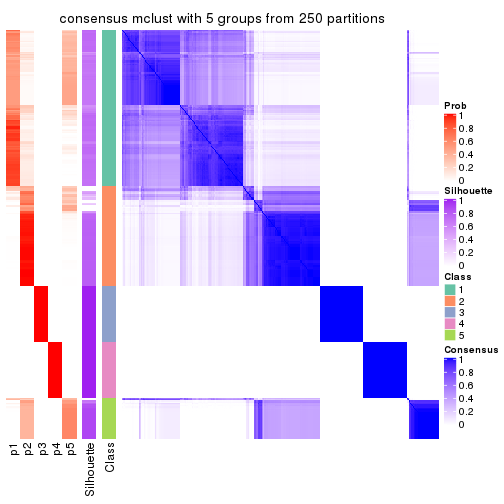 consensus mclust with 5 groups from 250 partitions
Prob
1
0.8
0.6
0.4
0.2
0
Silhouette
1
0.8
0.6
0.4
0.2
0
Class
1
2
3
4
5
Consensus
1
0.8
0.6
0.4
0.2
0
p1
p2
p3
p4
p5
Silhouette
Class